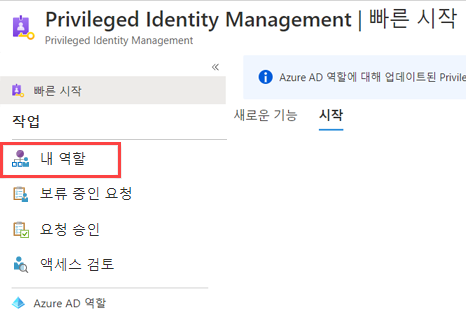 Privileged Identity Management | 빠른 시작
Privileged Identity Management
«
빠른 시작
작업
내 역할
보류 중인 요청
요청 승인
액세스 검토
Azure AD 역할
Azure AD 역할에 대해 업데이트된 Privile
새로운 기능 시작